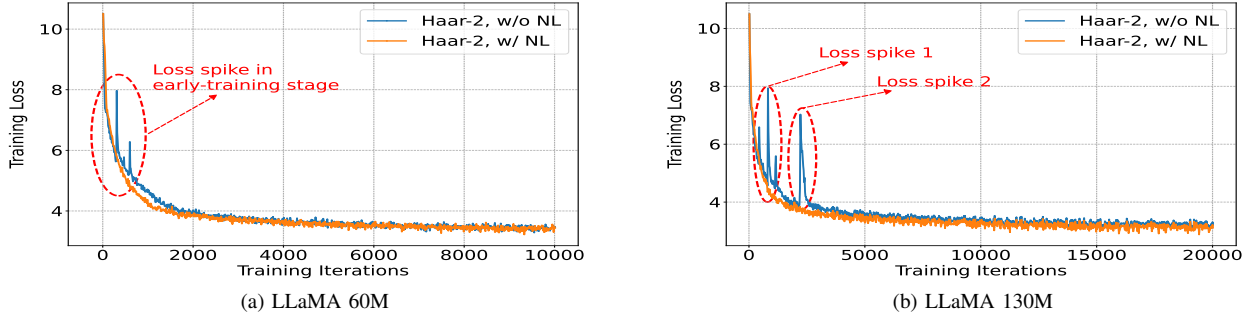 Training Loss
10
8
6
4
0
2000
4000
6000
8000
10000
Training Iterations
Haar-2, w/o NL
Haar-2, w/ NL
Loss spike in
early-training stage
(a) LLaMA 60M
Training Loss
10
8
6
4
0
5000
10000
15000
20000
Training Iterations
Haar-2, w/o NL
Haar-2, w/ NL
Loss spike 1
Loss spike 2
(b) LLaMA 130M